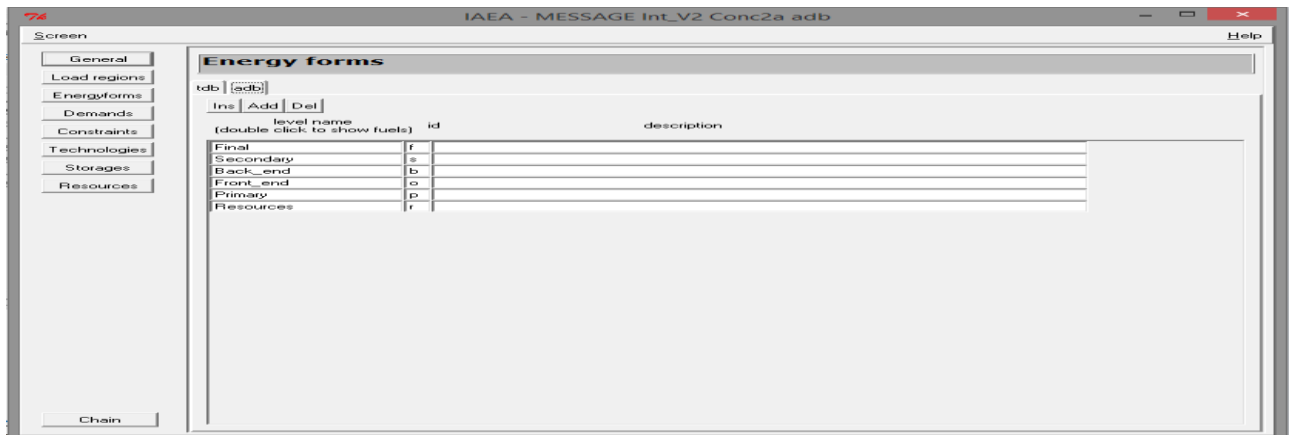 IAEA - MESSAGE Int_V2 Conc2a adb
Screen Help
General
Load regions
Energyforms
Demands
Constraints
Technologies
Storages
Resources
Chain
Energy forms
tdb adb
Ins Add Del
level name
(double click to show fuels) id description
Final f
Secondary s
Back_end b
Front_end o
Primary p
Resources r